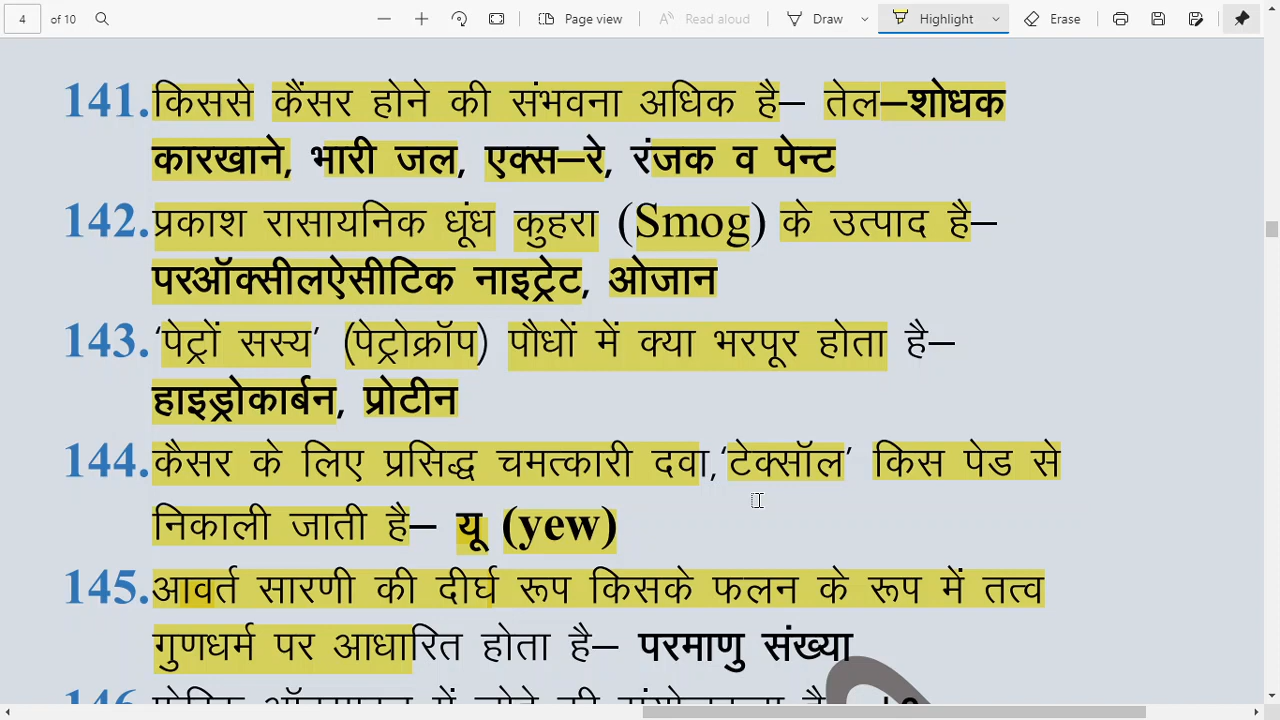 4 of 10 Page view Read aloud Draw Highlight Erase
141. किससे कैंसर होने की संभवना अधिक है– तेल–शोधक
कारखाने, भारी जल, एक्स–रे, रंजक व पेन्ट
142. प्रकाश रासायनिक धूंध कुहरा (Smog) के उत्पाद है–
परऑक्सीलऐसीटिक नाइट्रेट, ओजान
143. ‘पेट्रों सस्य’ (पेट्रोक्रॉप) पौधों में क्या भरपूर होता है–
हाइड्रोकार्बन, प्रोटीन
144. कैसर के लिए प्रसिद्ध चमत्कारी दवा,‘टेक्सॉल’ किस पेड से
निकाली जाती है– यू (yew)
145. आवर्त सारणी की दीर्घ रूप किसके फलन के रूप में तत्व
गुणधर्म पर आधारित होता है– परमाणु संख्या
146.